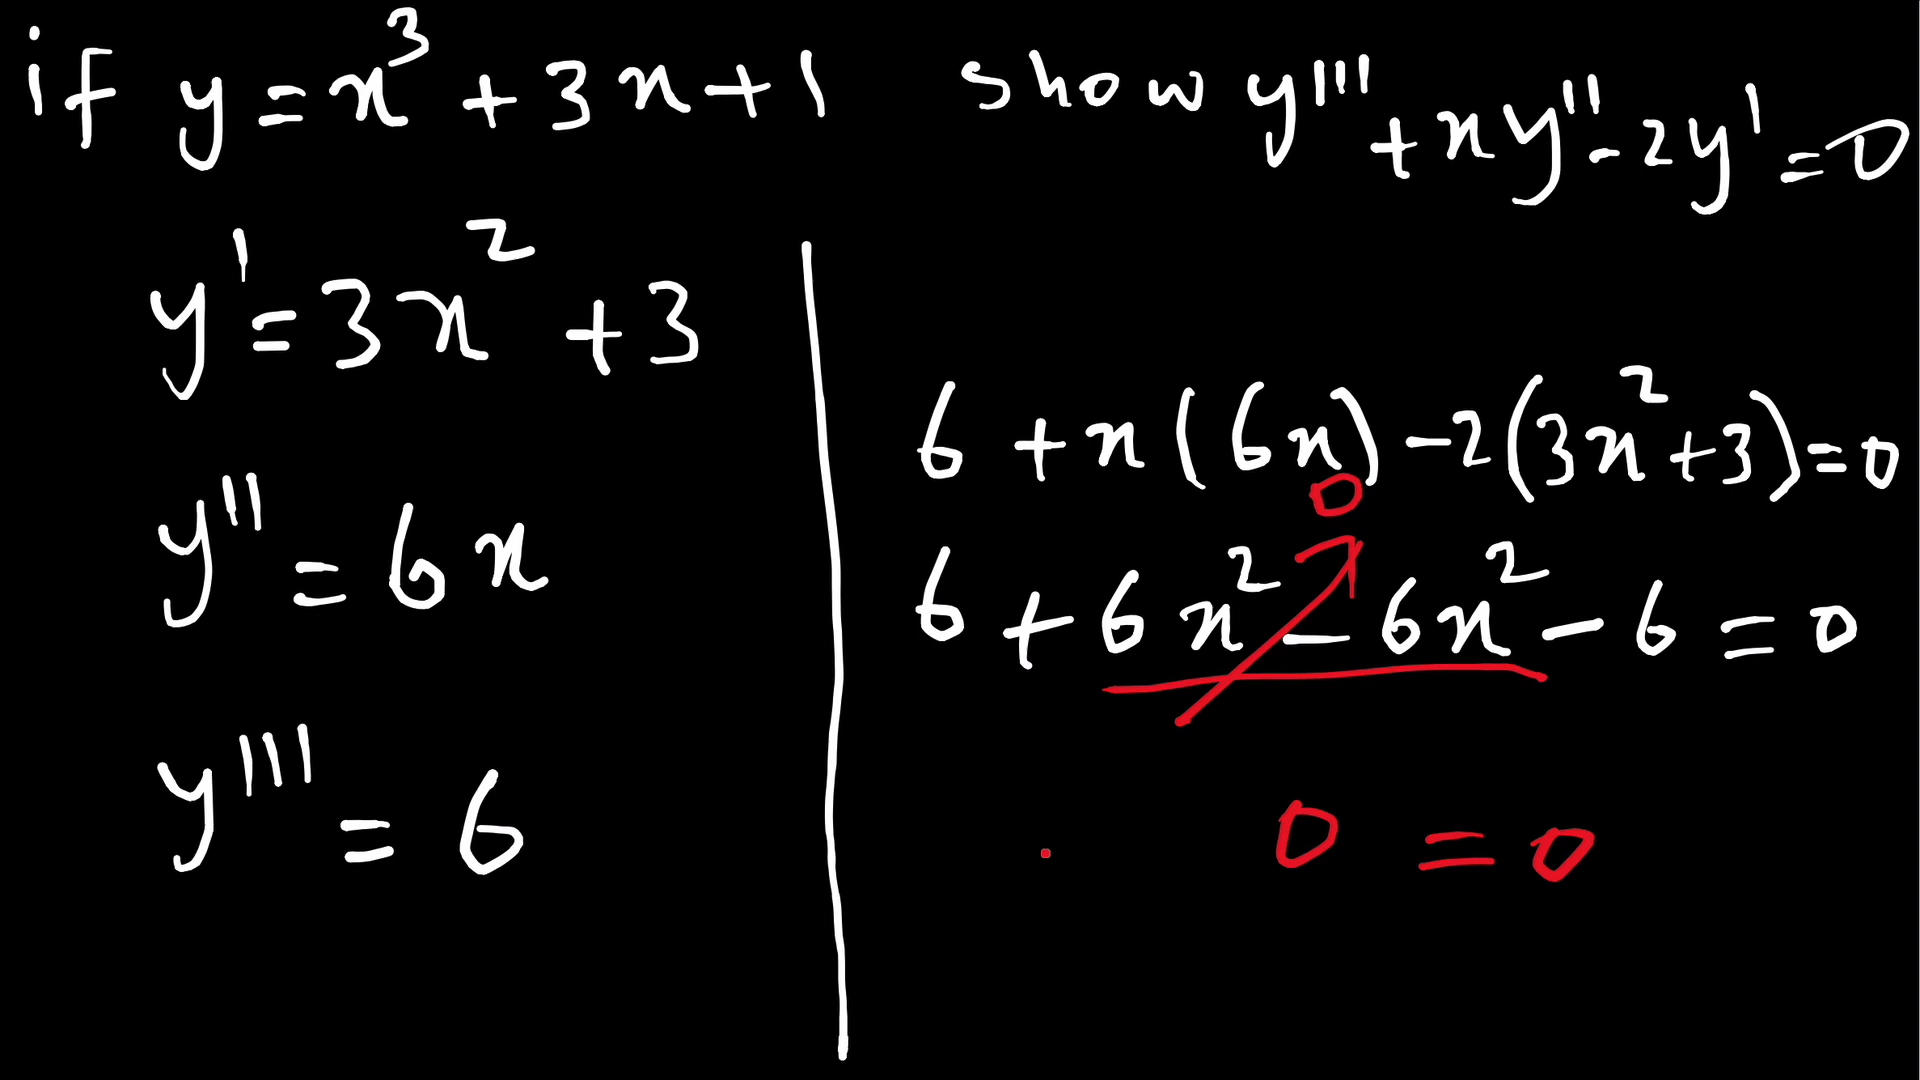 if y = x³ + 3x + 1 show y''' + xy'' - 2y' = 0
y' = 3x² + 3
y'' = 6x
y''' = 6
6 + x(6x) - 2(3x² + 3) = 0
0
6 + 6x² - 6x² - 6 = 0
0 = 0